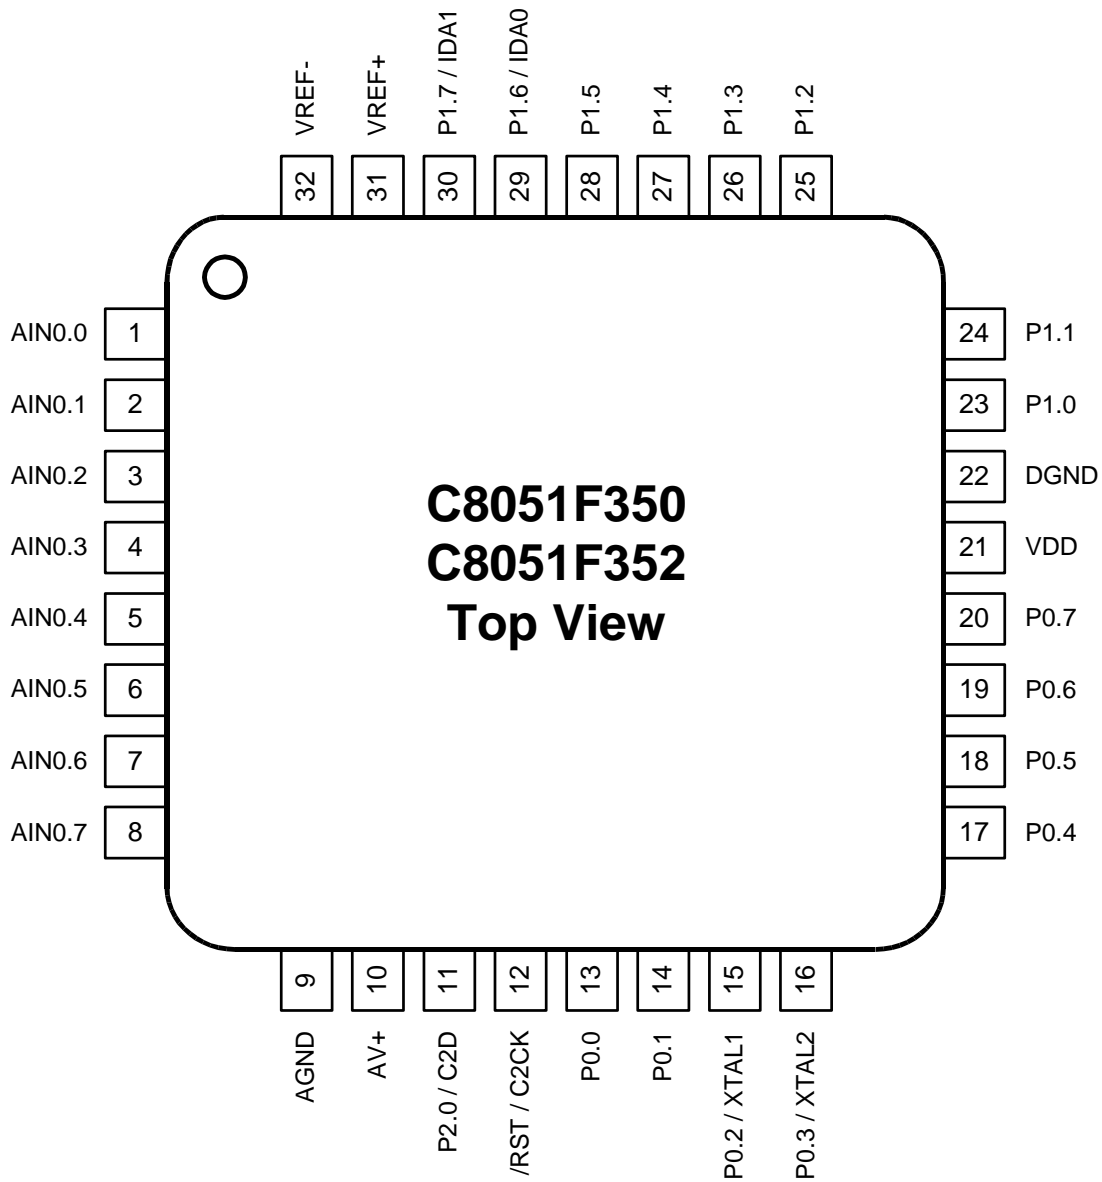 VREF-
VREF+
P1.7 / IDA1
P1.6 / IDA0
P1.5
P1.4
P1.3
P1.2
32
31
30
29
28
27
26
25
AIN0.0 1
24 P1.1
AIN0.1 2
23 P1.0
AIN0.2 3
22 DGND
AIN0.3 4
21 VDD
AIN0.4 5
20 P0.7
AIN0.5 6
19 P0.6
AIN0.6 7
18 P0.5
AIN0.7 8
17 P0.4
C8051F350
C8051F352
Top View
9
10
11
12
13
14
15
16
AGND
AV+
P2.0 / C2D
/RST / C2CK
P0.0
P0.1
P0.2 / XTAL1
P0.3 / XTAL2